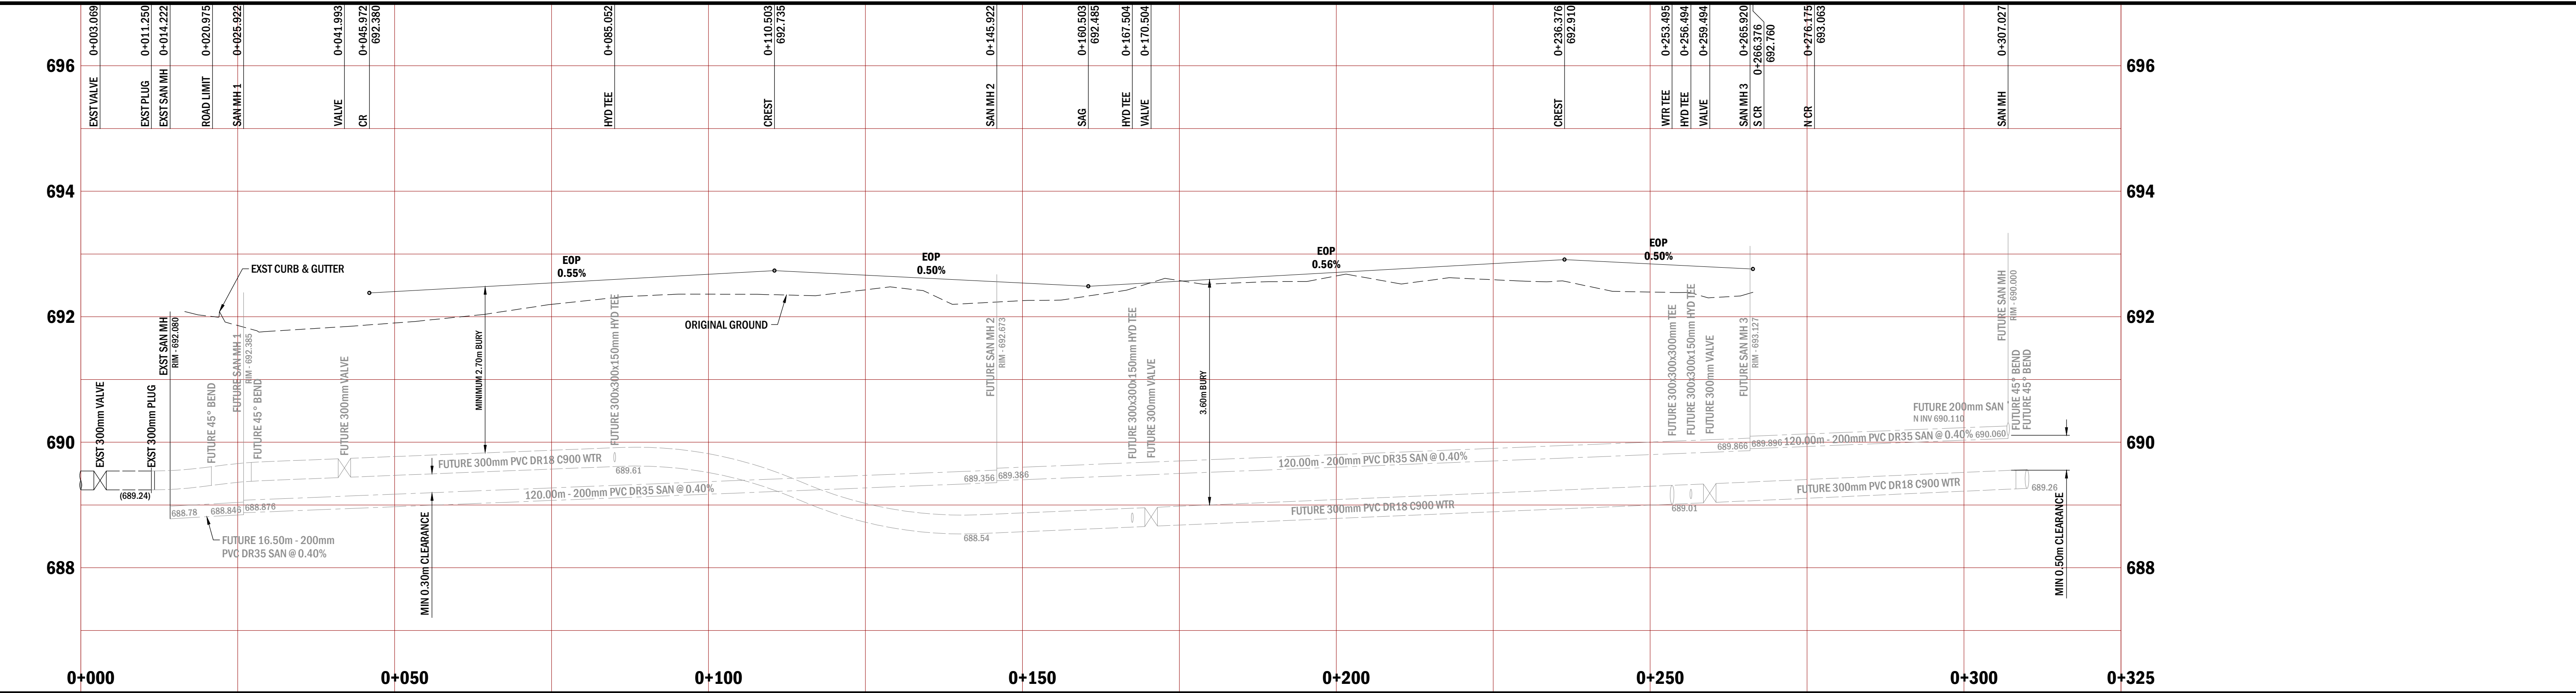 0+003.069
EXST VALVE
0+011.250
EXST PLUG
0+014.222
EXST SAN MH
0+020.975
ROAD LIMIT
0+025.922
SAN MH 1
0+041.993
VALVE
0+045.972
692.380
CR
0+085.052
HYD TEE
0+110.503
692.735
CREST
0+145.922
SAN MH 2
0+160.503
692.485
SAG
0+167.504
HYD TEE
0+170.504
VALVE
0+236.376
692.910
CREST
0+253.495
WTR TEE
0+256.494
HYD TEE
0+259.494
VALVE
0+265.920
SAN MH 3
0+266.376
692.760
S CR
0+276.175
693.063
N CR
0+307.027
SAN MH
696
696
694
694
692
692
690
690
688
688
EXST CURB & GUTTER
EOP
0.55%
EOP
0.50%
EOP
0.56%
EOP
0.50%
ORIGINAL GROUND
EXST 300mm VALVE
EXST 300mm PLUG
EXST SAN MH
RIM - 692.080
FUTURE 45° BEND
FUTURE SAN MH 1
RIM - 692.385
FUTURE 45° BEND
FUTURE 300mm VALVE
MINIMUM 2.70m BURY
FUTURE 300x300x150mm HYD TEE
FUTURE SAN MH 2
RIM - 692.673
FUTURE 300x300x150mm HYD TEE
FUTURE 300mm VALVE
3.60m BURY
FUTURE 300x300x300mm TEE
FUTURE 300x300x150mm HYD TEE
FUTURE 300mm VALVE
FUTURE SAN MH 3
RIM - 693.127
FUTURE SAN MH
RIM - 690.000
FUTURE 45° BEND
FUTURE 45° BEND
FUTURE 200mm SAN
N INV 690.110
(689.24)
688.78
688.846
688.876
FUTURE 16.50m - 200mm
PVC DR35 SAN @ 0.40%
FUTURE 300mm PVC DR18 C900 WTR
689.61
120.00m - 200mm PVC DR35 SAN @ 0.40%
MIN 0.30m CLEARANCE
689.356
689.386
688.54
120.00m - 200mm PVC DR35 SAN @ 0.40%
FUTURE 300mm PVC DR18 C900 WTR
689.866
689.896
120.00m - 200mm PVC DR35 SAN @ 0.40%
690.060
689.01
FUTURE 300mm PVC DR18 C900 WTR
689.26
MIN 0.50m CLEARANCE
0+000
0+050
0+100
0+150
0+200
0+250
0+300
0+325